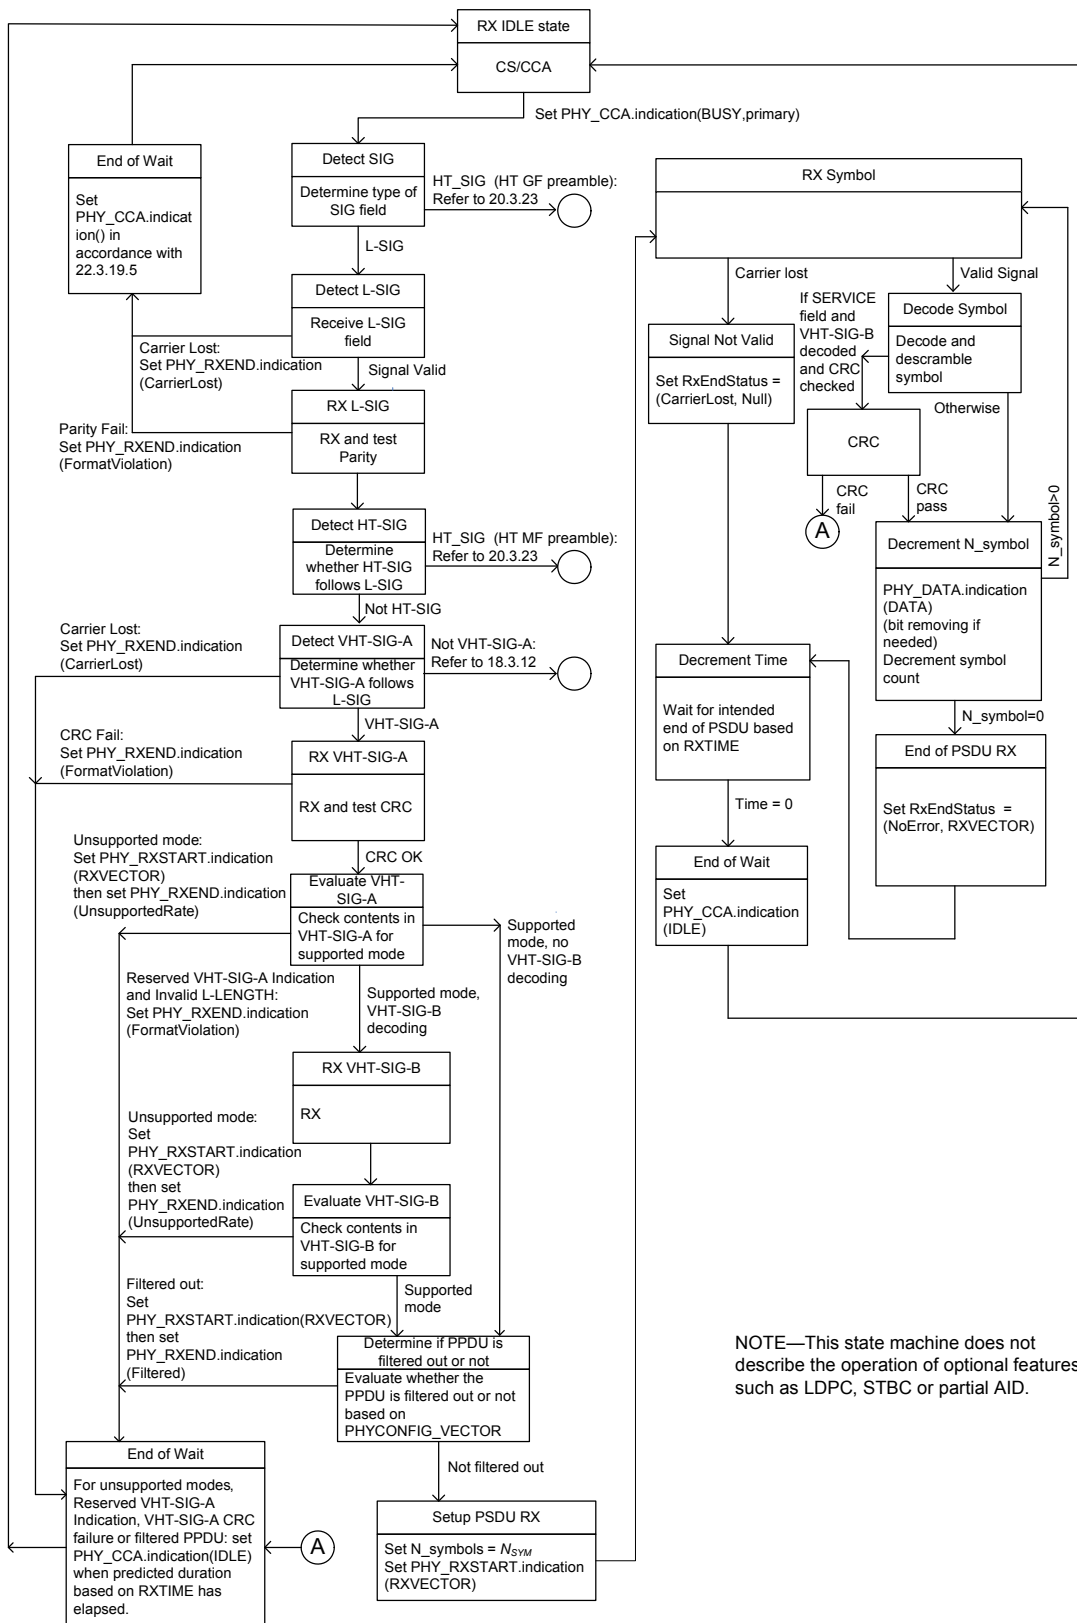 RX IDLE state
CS/CCA
Set PHY_CCA.indication(BUSY,primary)
End of Wait
Set
PHY_CCA.indicat
ion() in
accordance with
22.3.19.5
Detect SIG
Determine type of
SIG field
HT_SIG (HT GF preamble):
Refer to 20.3.23
L-SIG
Detect L-SIG
Receive L-SIG
field
Carrier Lost:
Set PHY_RXEND.indication
(CarrierLost)
Signal Valid
RX L-SIG
RX and test
Parity
Parity Fail:
Set PHY_RXEND.indication
(FormatViolation)
Detect HT-SIG
Determine
whether HT-SIG
follows L-SIG
HT_SIG (HT MF preamble):
Refer to 20.3.23
Not HT-SIG
Carrier Lost:
Set PHY_RXEND.indication
(CarrierLost)
Detect VHT-SIG-A
Determine whether
VHT-SIG-A follows
L-SIG
Not VHT-SIG-A:
Refer to 18.3.12
VHT-SIG-A
CRC Fail:
Set PHY_RXEND.indication
(FormatViolation)
RX VHT-SIG-A
RX and test CRC
CRC OK
Unsupported mode:
Set PHY_RXSTART.indication
(RXVECTOR)
then set PHY_RXEND.indication
(UnsupportedRate)
Evaluate VHT-
SIG-A
Check contents in
VHT-SIG-A for
supported mode
Supported
mode, no
VHT-SIG-B
decoding
Reserved VHT-SIG-A Indication
and Invalid L-LENGTH:
Set PHY_RXEND.indication
(FormatViolation)
Supported mode,
VHT-SIG-B
decoding
RX VHT-SIG-B
RX
Unsupported mode:
Set
PHY_RXSTART.indication
(RXVECTOR)
then set
PHY_RXEND.indication
(UnsupportedRate)
Evaluate VHT-SIG-B
Check contents in
VHT-SIG-B for
supported mode
Supported
mode
Filtered out:
Set
PHY_RXSTART.indication(RXVECTOR)
then set
PHY_RXEND.indication
(Filtered)
Determine if PPDU is
filtered out or not
Evaluate whether the
PPDU is filtered out or not
based on
PHYCONFIG_VECTOR
Not filtered out
End of Wait
For unsupported modes,
Reserved VHT-SIG-A
Indication, VHT-SIG-A CRC
failure or filtered PPDU: set
PHY_CCA.indication(IDLE)
when predicted duration
based on RXTIME has
elapsed.
A
Setup PSDU RX
Set N_symbols = N_SYM
Set PHY_RXSTART.indication
(RXVECTOR)
RX Symbol
Carrier lost
Valid Signal
Signal Not Valid
Set RxEndStatus =
(CarrierLost, Null)
If SERVICE
field and
VHT-SIG-B
decoded
and CRC
checked
Decode Symbol
Decode and
descramble
symbol
Otherwise
CRC
CRC
fail
CRC
pass
A
N_symbol>0
Decrement N_symbol
PHY_DATA.indication
(DATA)
(bit removing if
needed)
Decrement symbol
count
N_symbol=0
Decrement Time
Wait for intended
end of PSDU based
on RXTIME
Time = 0
End of PSDU RX
Set RxEndStatus =
(NoError, RXVECTOR)
End of Wait
Set
PHY_CCA.indication
(IDLE)
NOTE—This state machine does not
describe the operation of optional features
such as LDPC, STBC or partial AID.